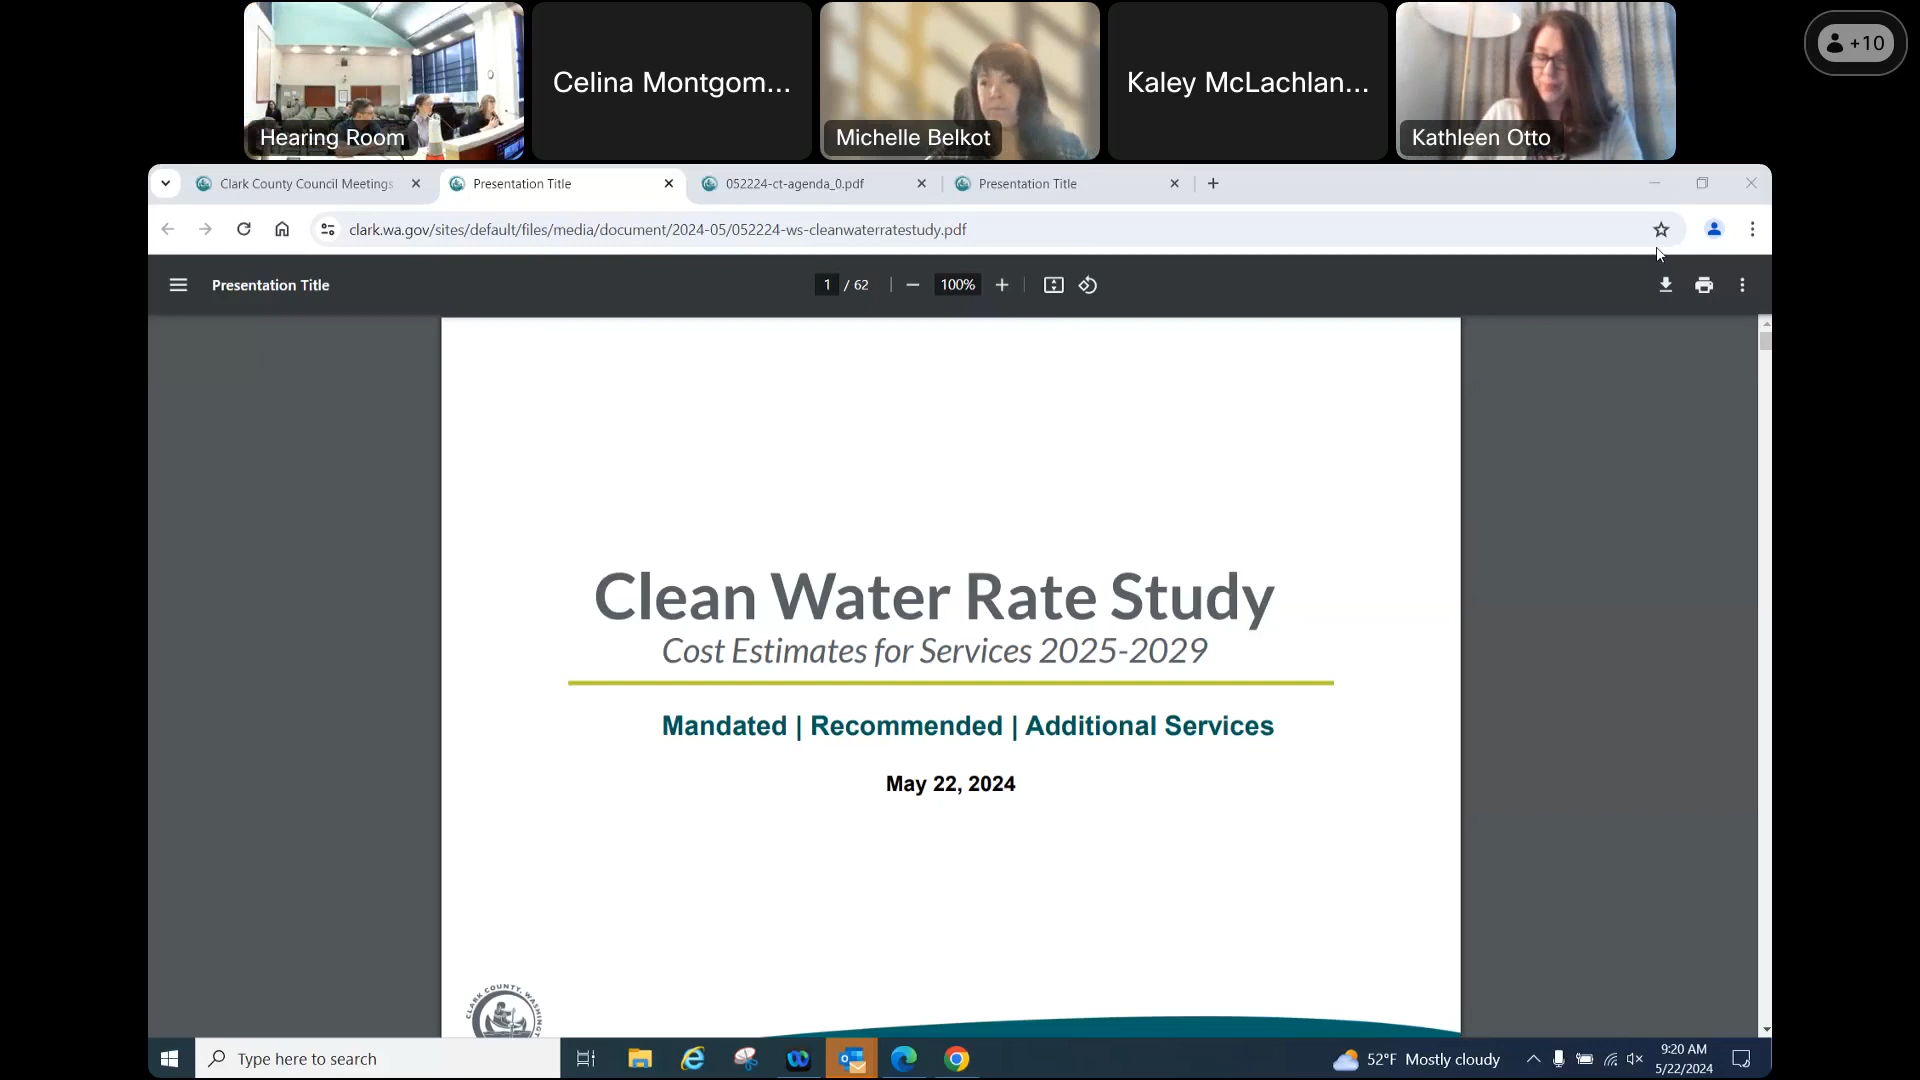 Hearing Room
Celina Montgom...
Michelle Belkot
Kaley McLachlan...
Kathleen Otto
+10
Clark County Council Meetings
Presentation Title
052224-ct-agenda_0.pdf
Presentation Title
clark.wa.gov/sites/default/files/media/document/2024-05/052224-ws-cleanwaterratestudy.pdf
Presentation Title
1 / 62
100%
Clean Water Rate Study
Cost Estimates for Services 2025-2029
Mandated | Recommended | Additional Services
May 22, 2024
CLARK COUNTY, WASHINGT
Type here to search
52°F Mostly cloudy
9:20 AM
5/22/2024